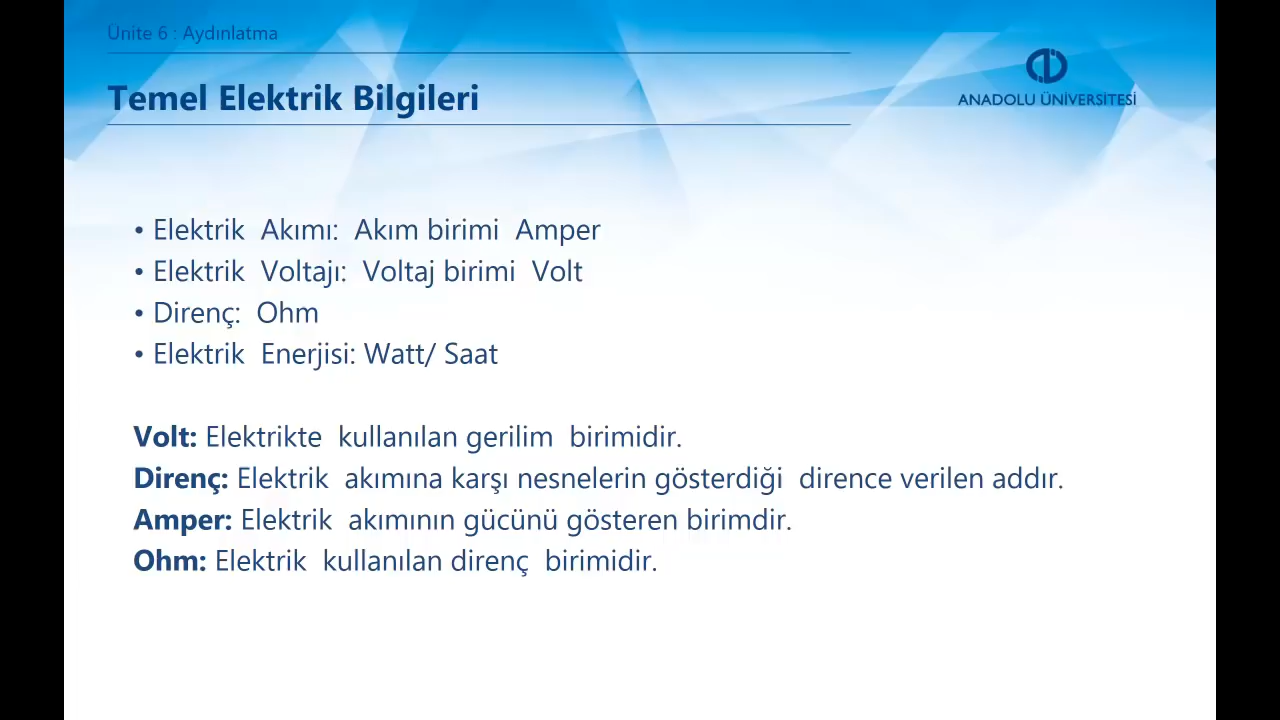 Ünite 6 : Aydınlatma
Temel Elektrik Bilgileri
ANADOLU ÜNİVERSİTESİ
• Elektrik Akımı: Akım birimi Amper
• Elektrik Voltajı: Voltaj birimi Volt
• Direnç: Ohm
• Elektrik Enerjisi: Watt/ Saat
Volt: Elektrikte kullanılan gerilim birimidir.
Direnç: Elektrik akımına karşı nesnelerin gösterdiği dirence verilen addır.
Amper: Elektrik akımının gücünü gösteren birimdir.
Ohm: Elektrik kullanılan direnç birimidir.